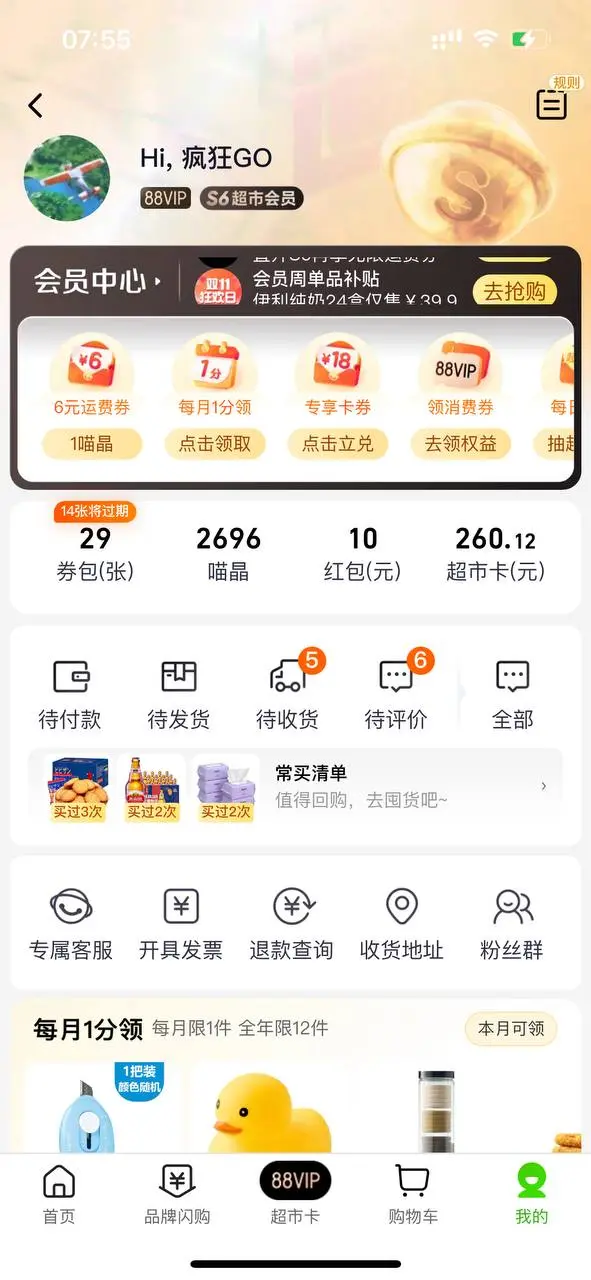 07:55
规则
Hi, 疯狂GO
88VIP
S6超市会员
会员中心
双11
狂欢日
会员周单品补贴
伊利纯奶24盒仅售￥39.9
去抢购
¥6
1分
¥18
88VIP
6元运费券
每月1分领
专享卡券
领消费券
1喵晶
点击领取
点击立兑
去领权益
14张将过期
29
2696
10
260.12
券包(张)
喵晶
红包(元)
超市卡(元)
5
6
待付款
待发货
待收货
待评价
全部
常买清单
值得回购，去囤货吧~
买过3次
买过2次
买过2次
专属客服
开具发票
退款查询
收货地址
粉丝群
每月1分领
每月限1件 全年限12件
本月可领
1把装
颜色随机
88VIP
首页
品牌闪购
超市卡
购物车
我的